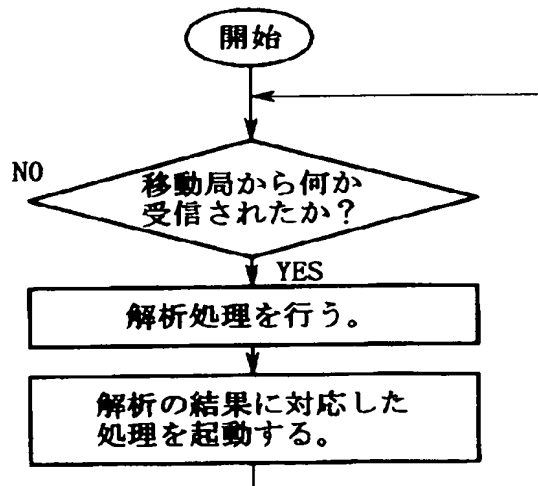 開始
NO
移動局から何か
受信されたか？
YES
解析処理を行う。
解析の結果に対応した
処理を起動する。